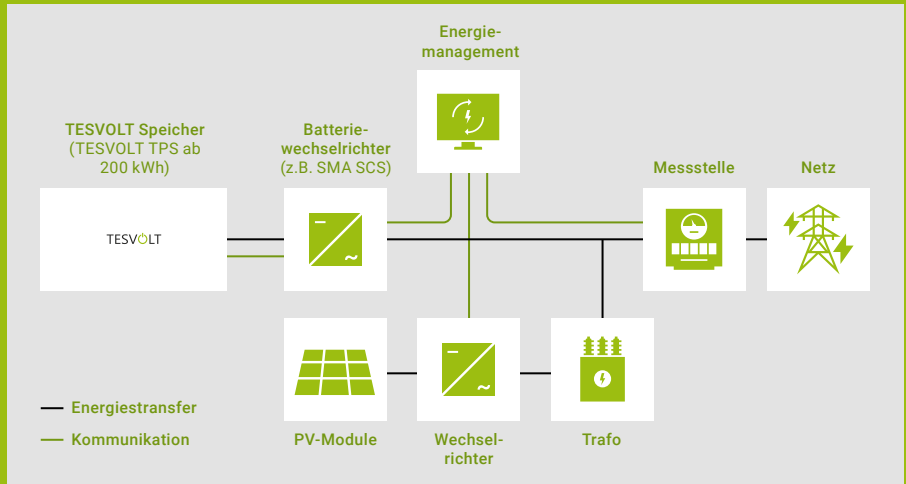 Energie-
management
TESVOLT Speicher
(TESVOLT TPS ab
200 kWh)
Batterie-
wechselrichter
(z.B. SMA SCS)
Messstelle
Netz
TESVOLT
PV-Module
Wechsel-
richter
Trafo
Energiestransfer
Kommunikation